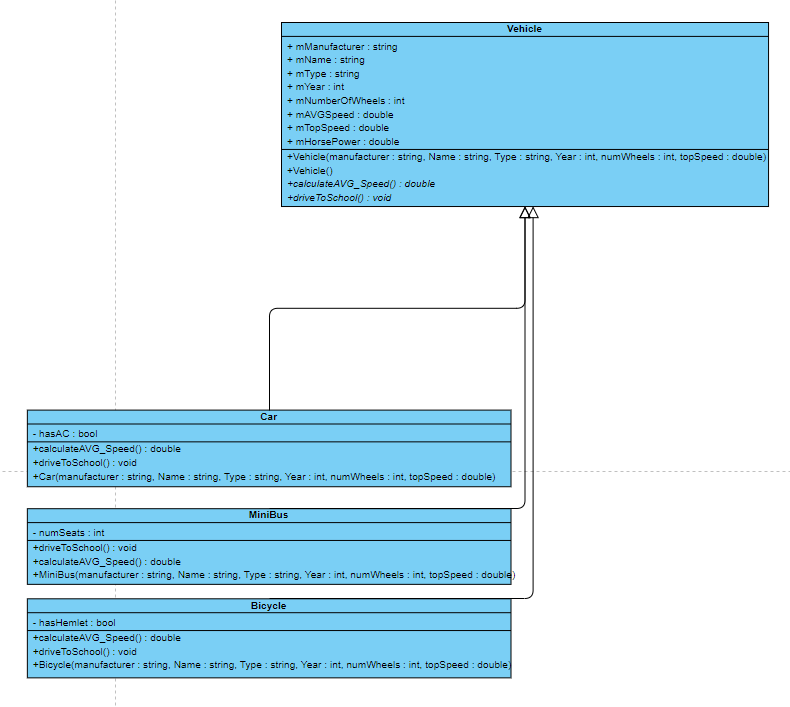 Vehicle
+ mManufacturer : string
+ mName : string
+ mType : string
+ mYear : int
+ mNumberOfWheels : int
+ mAVGSpeed : double
+ mTopSpeed : double
+ mHorsePower : double
+Vehicle(manufacturer : string, Name : string, Type : string, Year : int, numWheels : int, topSpeed : double)
+Vehicle()
+calculateAVG_Speed() : double
+driveToSchool() : void
Car
- hasAC : bool
+calculateAVG_Speed() : double
+driveToSchool() : void
+Car(manufacturer : string, Name : string, Type : string, Year : int, numWheels : int, topSpeed : double)
MiniBus
- numSeats : int
+driveToSchool() : void
+calculateAVG_Speed() : double
+MiniBus(manufacturer : string, Name : string, Type : string, Year : int, numWheels : int, topSpeed : double)
Bicycle
- hasHemlet : bool
+calculateAVG_Speed() : double
+driveToSchool() : void
+Bicycle(manufacturer : string, Name : string, Type : string, Year : int, numWheels : int, topSpeed : double)